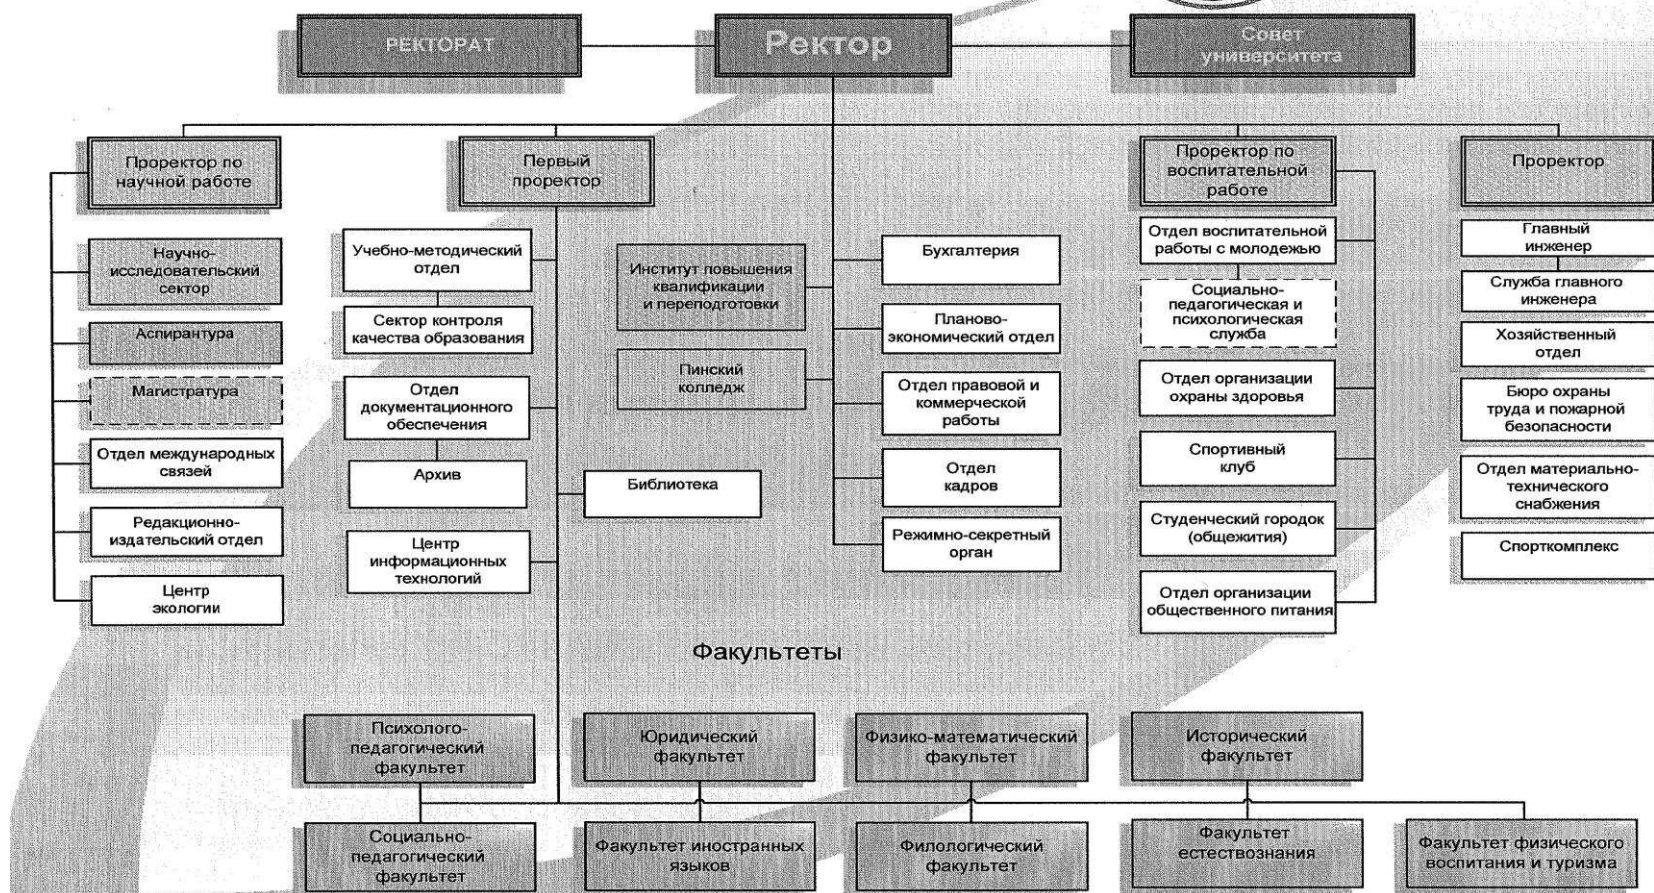 РЕКТОРАТ
Ректор
Совет
университета
Проректор по
научной работе
Первый
проректор
Проректор по
воспитательной
работе
Проректор
Научно-
исследовательский
сектор
Аспирантура
Магистратура
Отдел международных
связей
Редакционно-
издательский отдел
Центр
экологии
Учебно-методический
отдел
Сектор контроля
качества образования
Отдел
документационного
обеспечения
Архив
Центр
информационных
технологий
Библиотека
Институт повышения
квалификации
и переподготовки
Пинский
колледж
Бухгалтерия
Планово-
экономический отдел
Отдел правовой и
коммерческой
работы
Отдел
кадров
Режимно-секретный
орган
Отдел воспитательной
работы с молодежью
Социально-
педагогическая и
психологическая
служба
Отдел организации
охраны здоровья
Спортивный
клуб
Студенческий городок
(общежития)
Отдел организации
общественного питания
Главный
инженер
Служба главного
инженера
Хозяйственный
отдел
Бюро охраны
труда и пожарной
безопасности
Отдел материально-
технического
снабжения
Спорткомплекс
Факультеты
Психолого-
педагогический
факультет
Юридический
факультет
Физико-математический
факультет
Исторический
факультет
Социально-
педагогический
факультет
Факультет иностранных
языков
Филологический
факультет
Факультет
естествознания
Факультет физического
воспитания и туризма